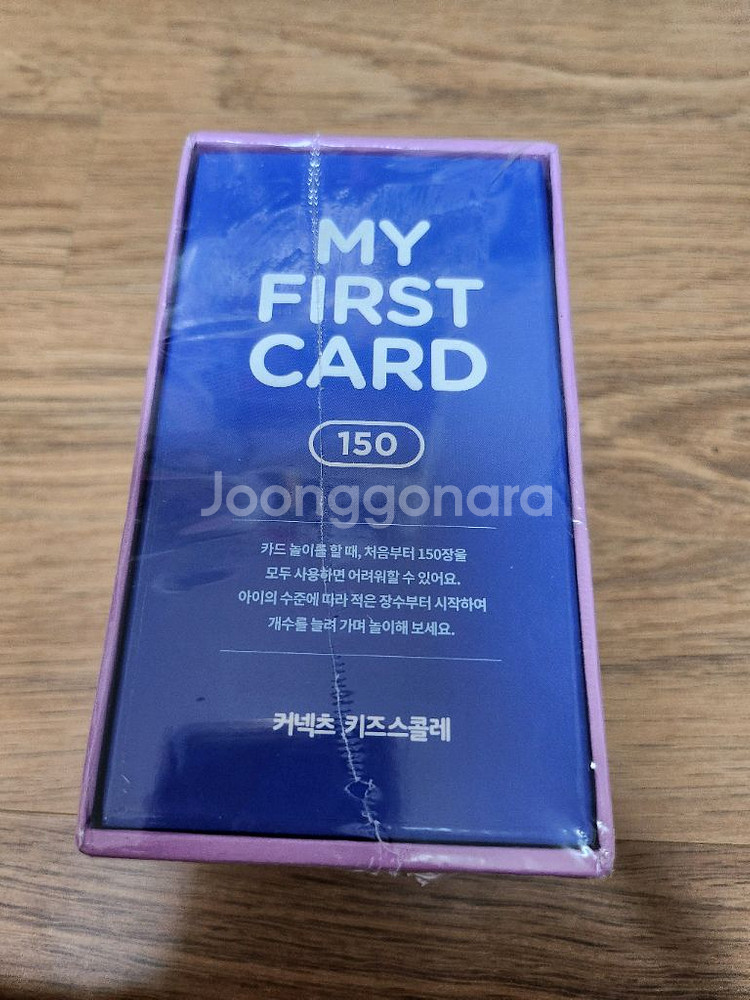 MY
FIRST
CARD
150
Joonggonara
카드 놀이를 할 때, 처음부터 150장을
모두 사용하면 어려워할 수 있어요.
아이의 수준에 따라 적은 장수부터 시작하여
개수를 늘려 가며 놀이해 보세요.
커넥츠 키즈스콜레